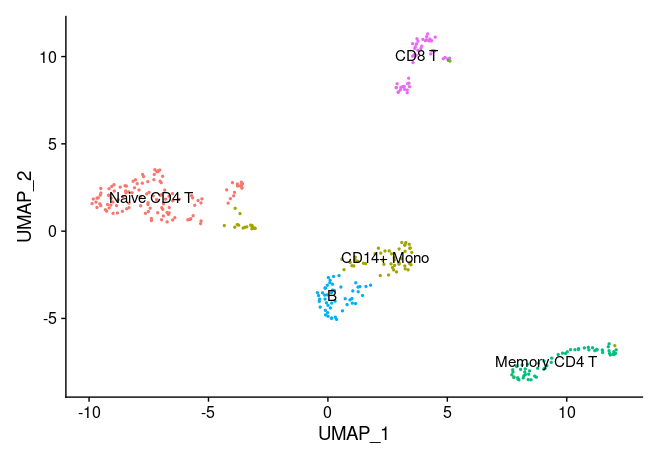 UMAP_2
10
5
0
-5
CD8 T
Naive CD4 T
CD14+ Mono
B
Memory CD4 T
-10
-5
0
5
10
UMAP_1